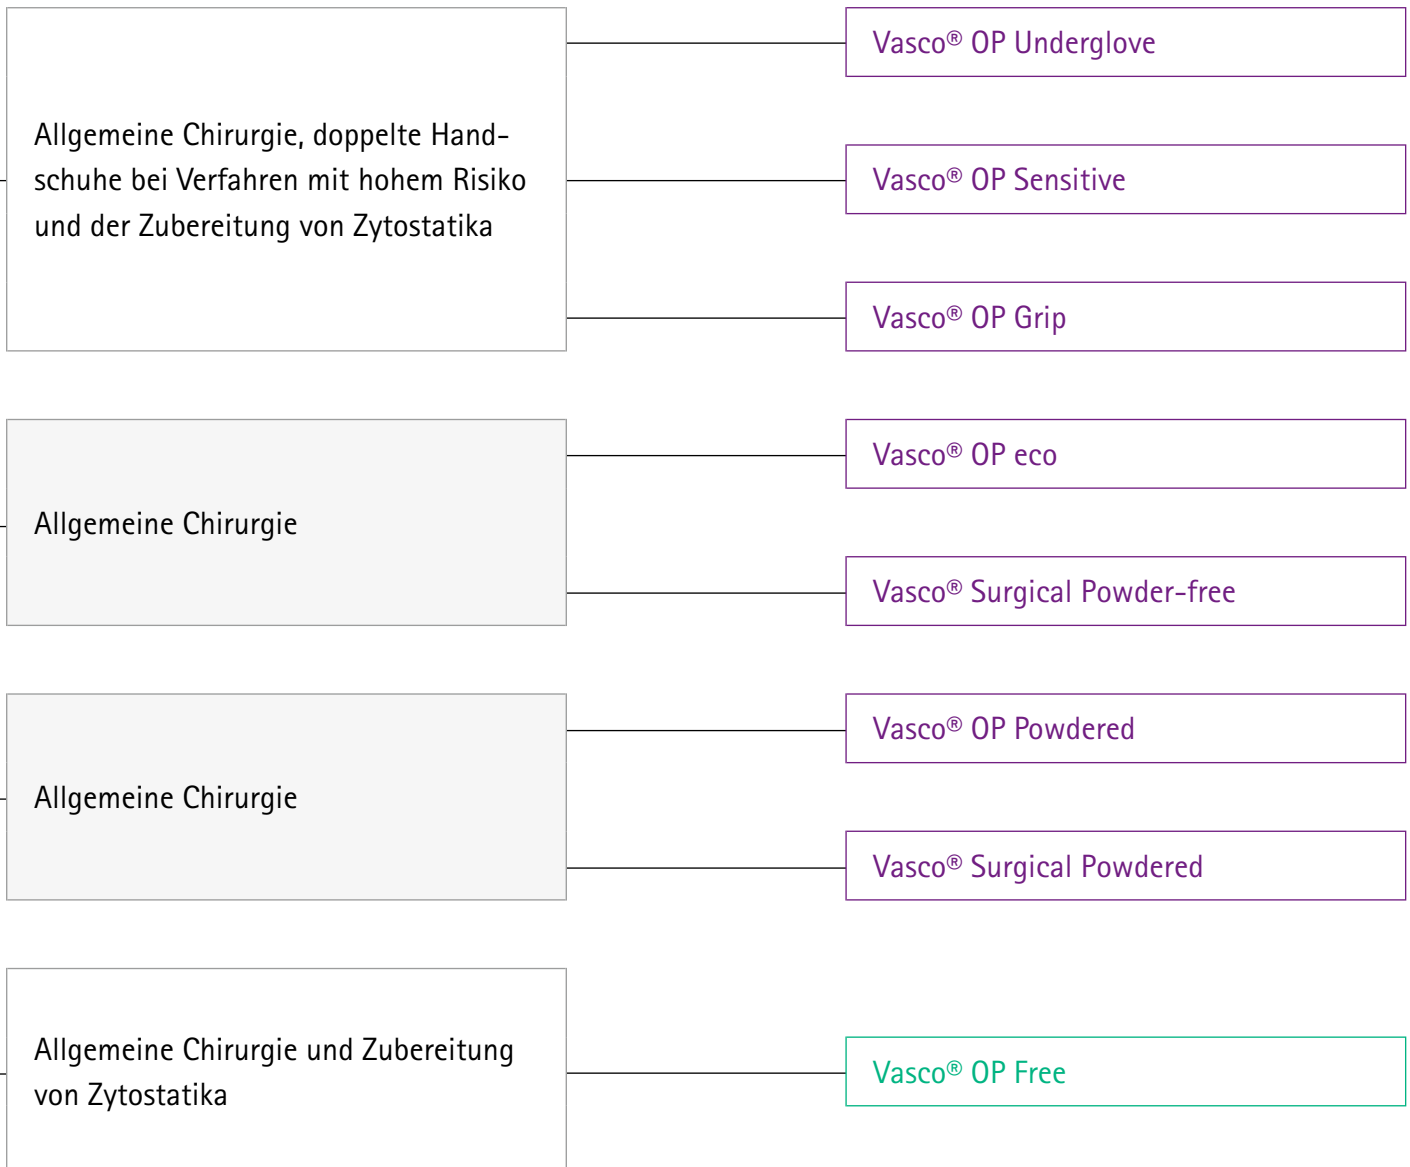 Vasco® OP Underglove
Allgemeine Chirurgie, doppelte Hand-
schuhe bei Verfahren mit hohem Risiko
und der Zubereitung von Zytostatika
Vasco® OP Sensitive
Vasco® OP Grip
Allgemeine Chirurgie
Vasco® OP eco
Vasco® Surgical Powder-free
Allgemeine Chirurgie
Vasco® OP Powdered
Vasco® Surgical Powdered
Allgemeine Chirurgie und Zubereitung
von Zytostatika
Vasco® OP Free